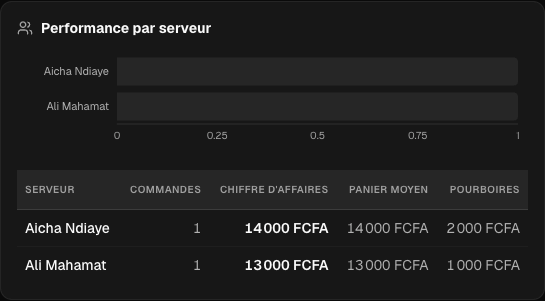 Performance par serveur
Aicha Ndiaye
Ali Mahamat
0 0.25 0.5 0.75 1
SERVEUR COMMANDES CHIFFRE D'AFFAIRES PANIER MOYEN POURBOIRES
Aicha Ndiaye 1 14 000 FCFA 14 000 FCFA 2 000 FCFA
Ali Mahamat 1 13 000 FCFA 13 000 FCFA 1 000 FCFA